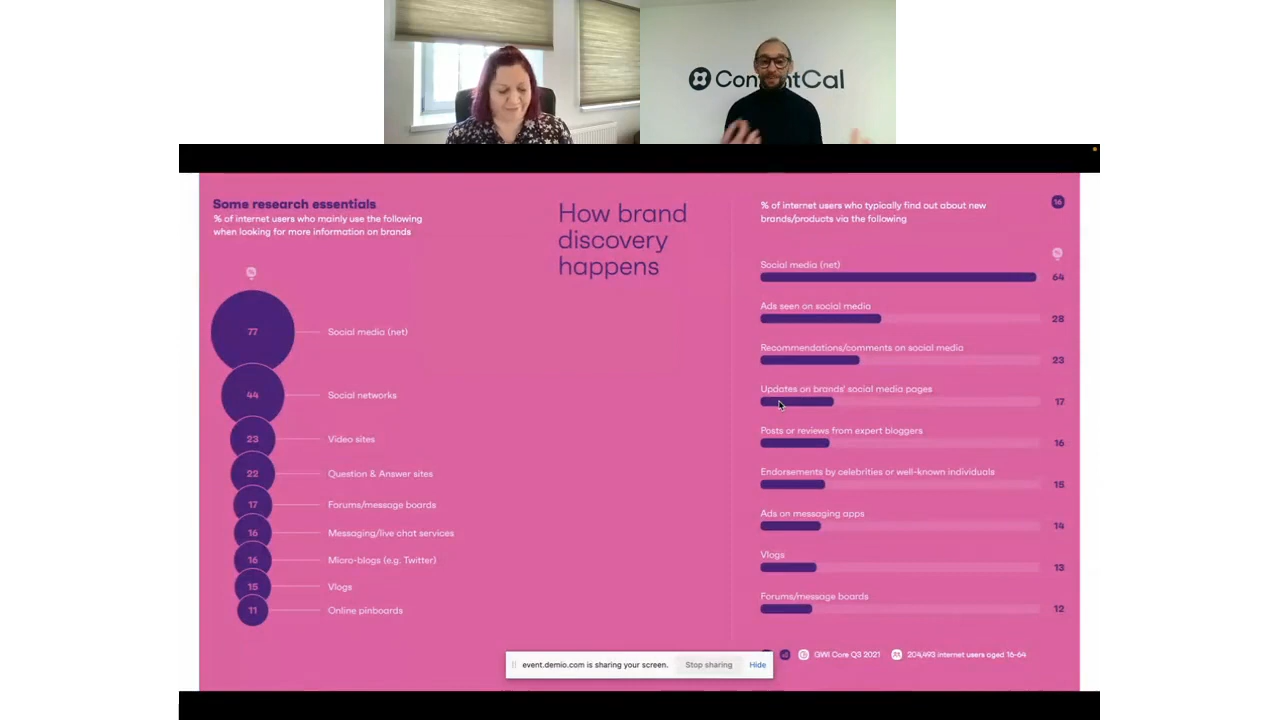 ContentCal
Some research essentials
% of internet users who mainly use the following
when looking for more information on brands
%
77
Social media (net)
44
Social networks
23
Video sites
22
Question & Answer sites
17
Forums/message boards
16
Messaging/live chat services
16
Micro-blogs (e.g. Twitter)
15
Vlogs
11
Online pinboards
How brand
discovery
happens
% of internet users who typically find out about new
brands/products via the following
16
%
Social media (net)
64
Ads seen on social media
28
Recommendations/comments on social media
23
Updates on brands' social media pages
17
Posts or reviews from expert bloggers
16
Endorsements by celebrities or well-known individuals
15
Ads on messaging apps
14
Vlogs
13
Forums/message boards
12
GWI Core Q3 2021
204,493 internet users aged 16-64
event.demio.com is sharing your screen.
Stop sharing
Hide